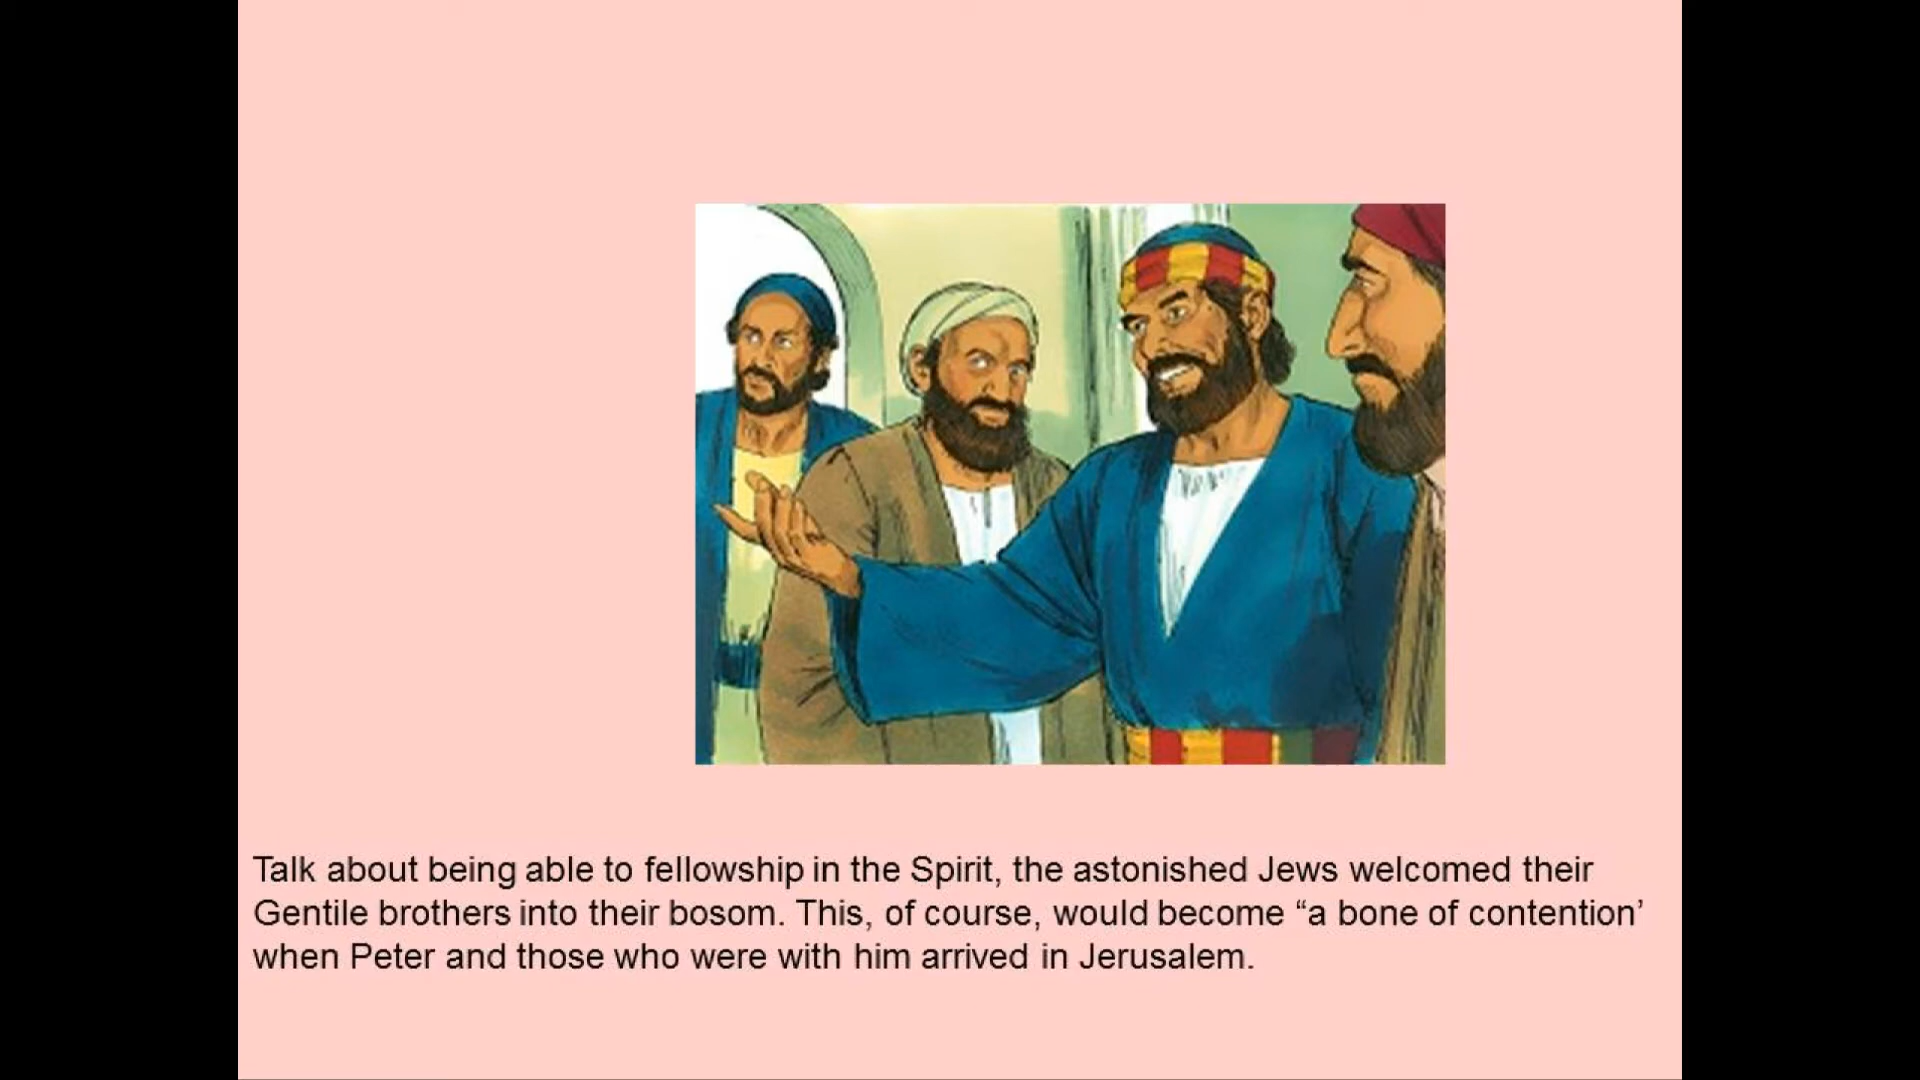 Talk about being able to fellowship in the Spirit, the astonished Jews welcomed their
Gentile brothers into their bosom. This, of course, would become “a bone of contention’
when Peter and those who were with him arrived in Jerusalem.